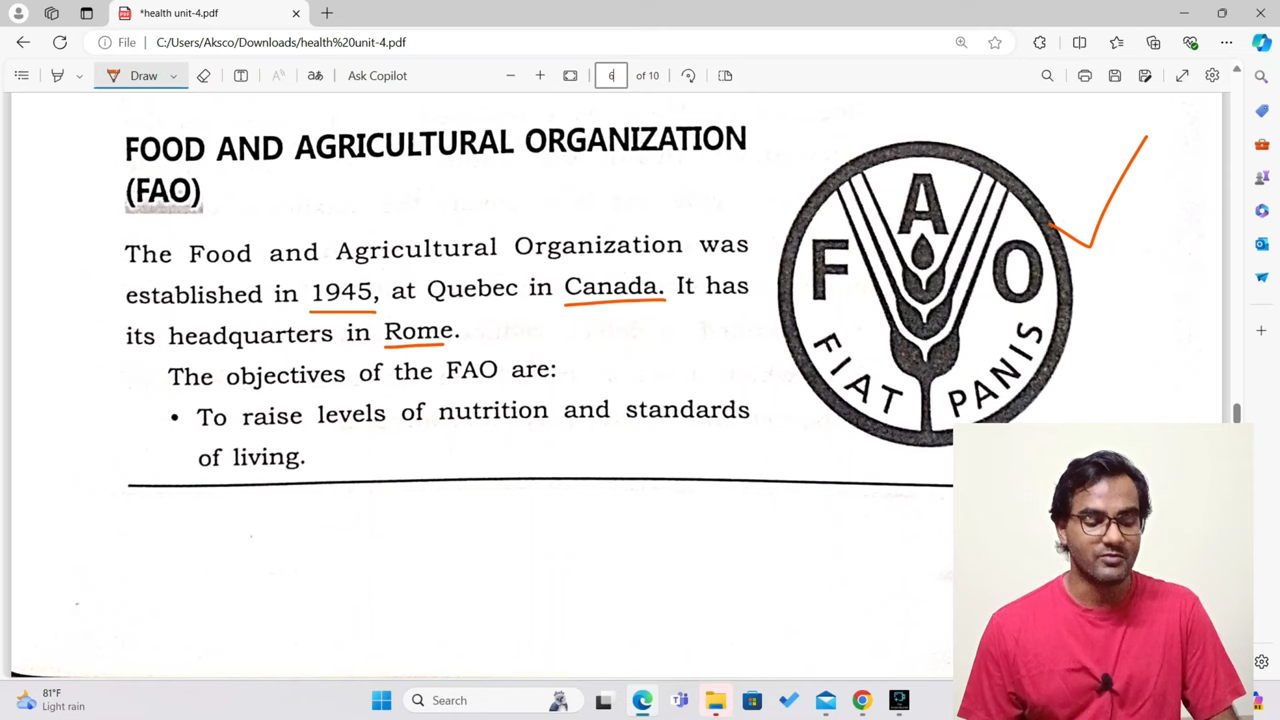 *health unit-4.pdf
File
C:/Users/Aksco/Downloads/health%20unit-4.pdf
Draw
Ask Copilot
6
of 10
FOOD AND AGRICULTURAL ORGANIZATION
(FAO)
The Food and Agricultural Organization was
established in 1945, at Quebec in Canada. It has
its headquarters in Rome.
The objectives of the FAO are:
• To raise levels of nutrition and standards
of living.
F A O
FIAT PANIS
81°F
Light rain
Search